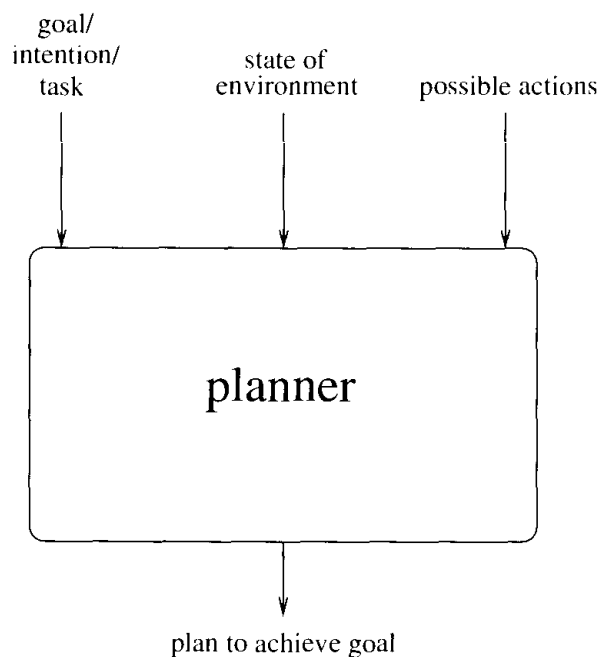 goal/
intention/
task
state of
environment
possible actions
planner
plan to achieve goal